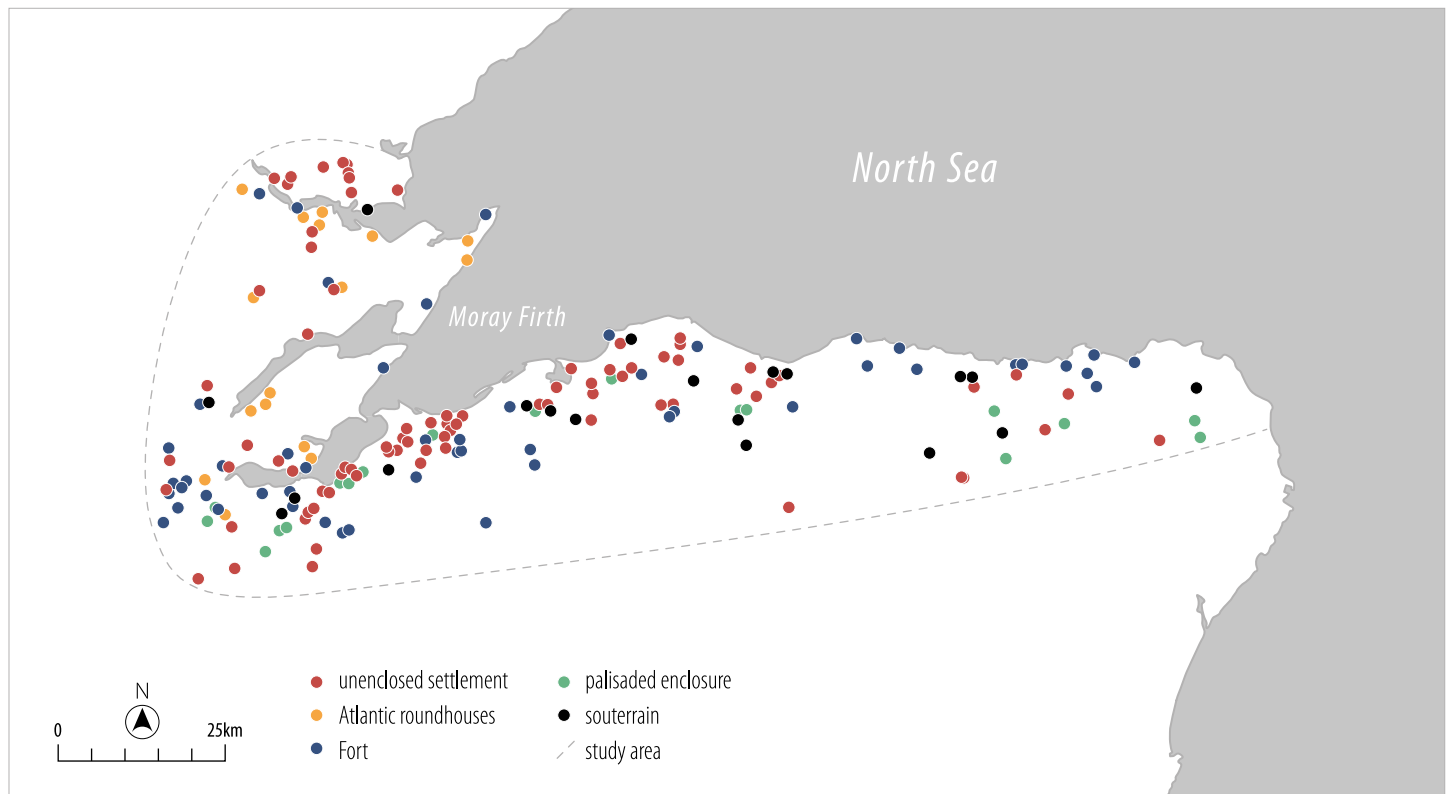 North Sea
Moray Firth
N
0 25km
unenclosed settlement
Atlantic roundhouses
Fort
palisaded enclosure
souterrain
study area